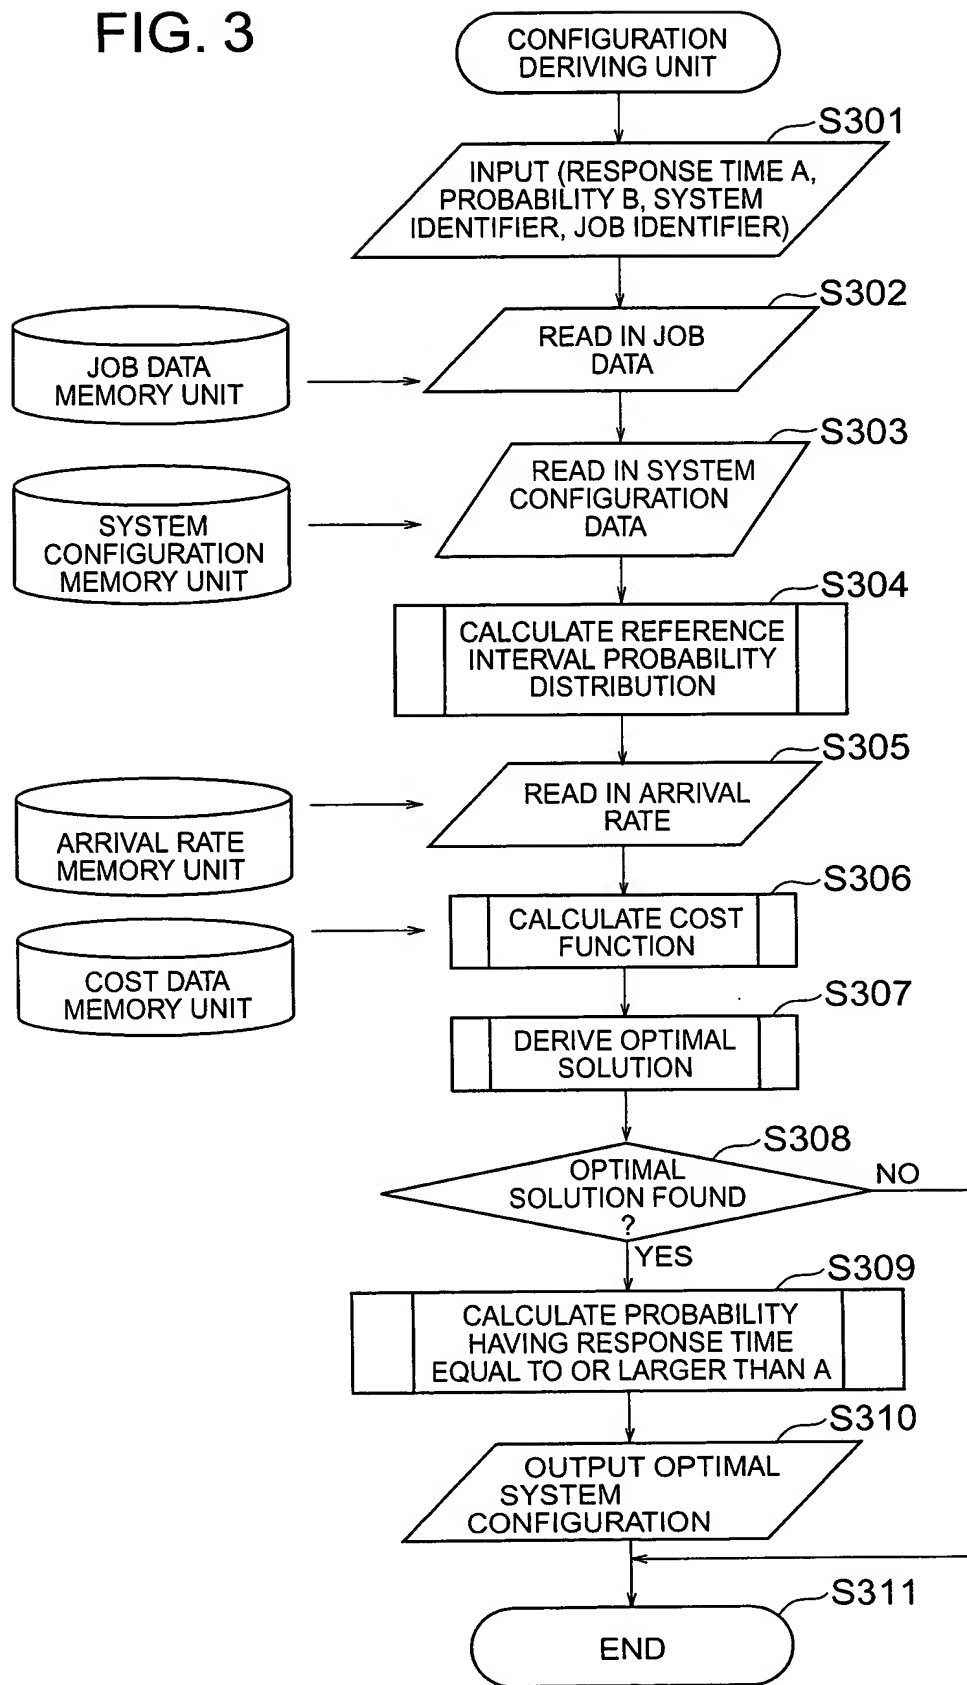 FIG. 3
CONFIGURATION
DERIVING UNIT
S301
INPUT (RESPONSE TIME A,
PROBABILITY B, SYSTEM
IDENTIFIER, JOB IDENTIFIER)
S302
READ IN JOB
DATA
JOB DATA
MEMORY UNIT
S303
READ IN SYSTEM
CONFIGURATION
DATA
SYSTEM
CONFIGURATION
MEMORY UNIT
S304
CALCULATE REFERENCE
INTERVAL PROBABILITY
DISTRIBUTION
S305
READ IN ARRIVAL
RATE
ARRIVAL RATE
MEMORY UNIT
S306
CALCULATE COST
FUNCTION
COST DATA
MEMORY UNIT
S307
DERIVE OPTIMAL
SOLUTION
S308
OPTIMAL
SOLUTION FOUND
?
NO
YES
S309
CALCULATE PROBABILITY
HAVING RESPONSE TIME
EQUAL TO OR LARGER THAN A
S310
OUTPUT OPTIMAL
SYSTEM
CONFIGURATION
S311
END